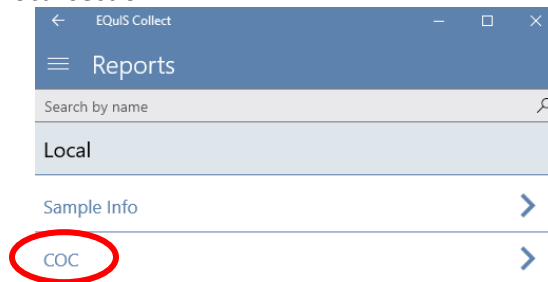 EQuIS Collect
Reports
Search by name
Local
Sample Info
COC